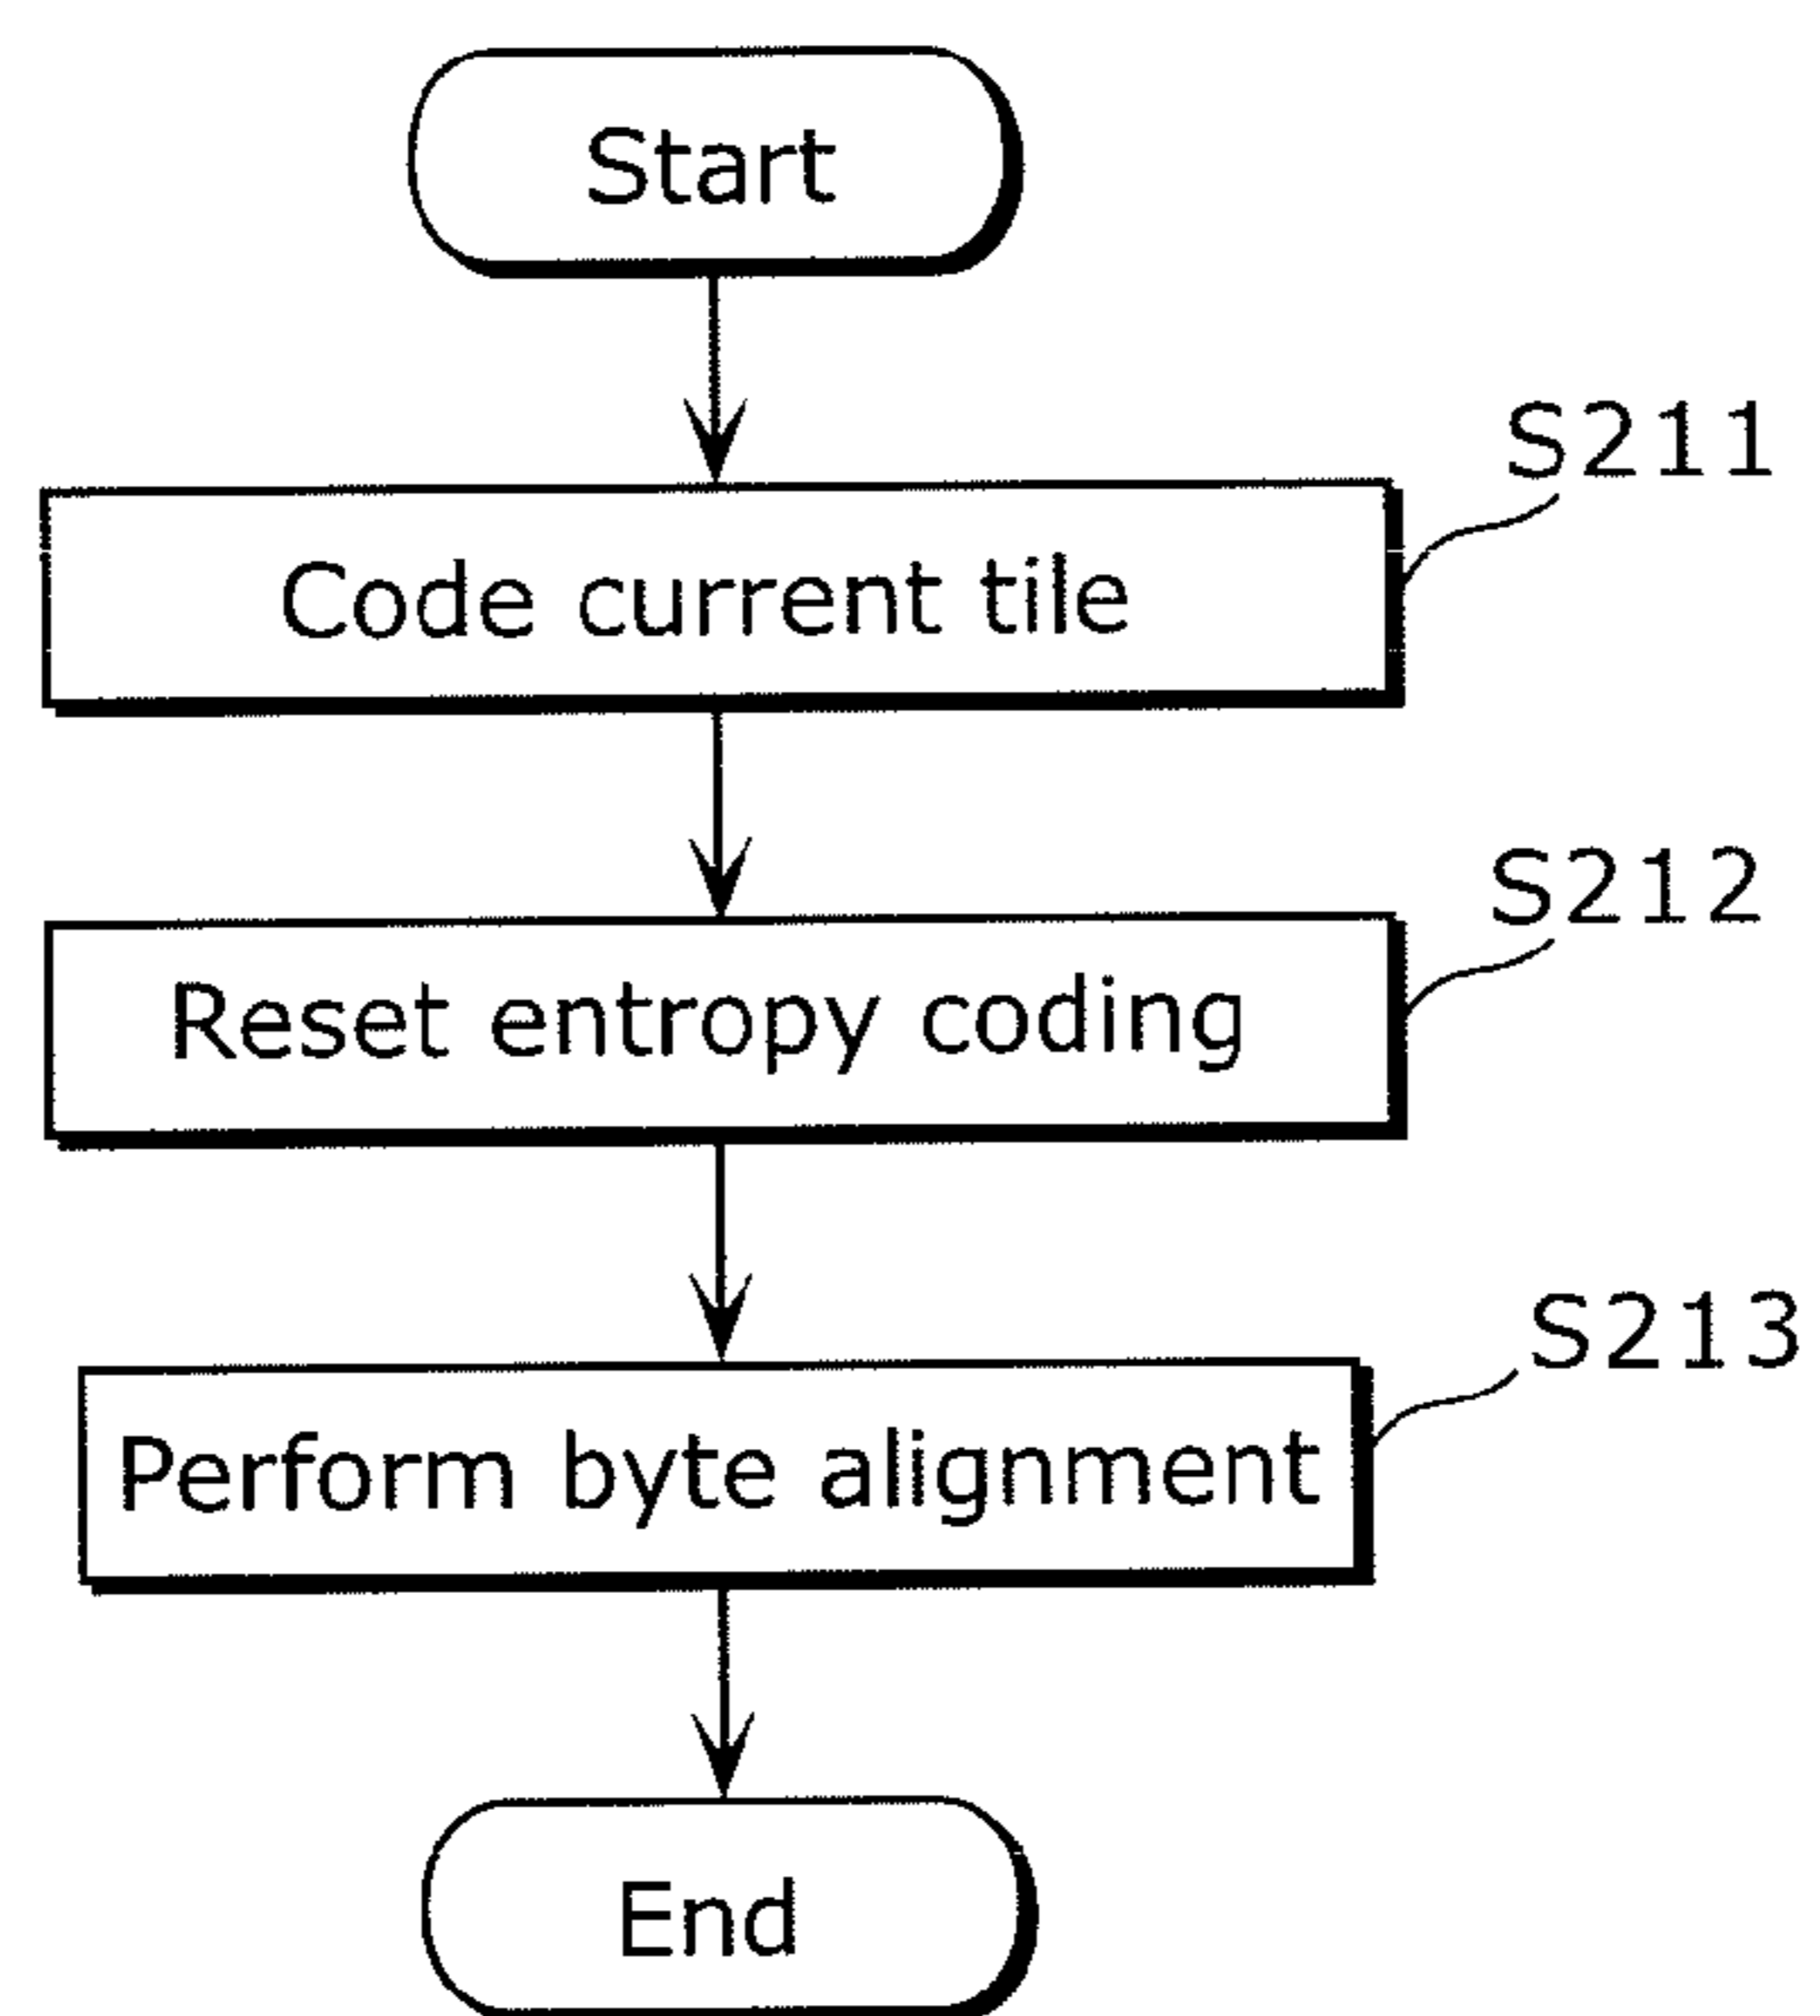 Start
S211
Code current tile
S212
Reset entropy coding
S213
Perform byte alignment
End